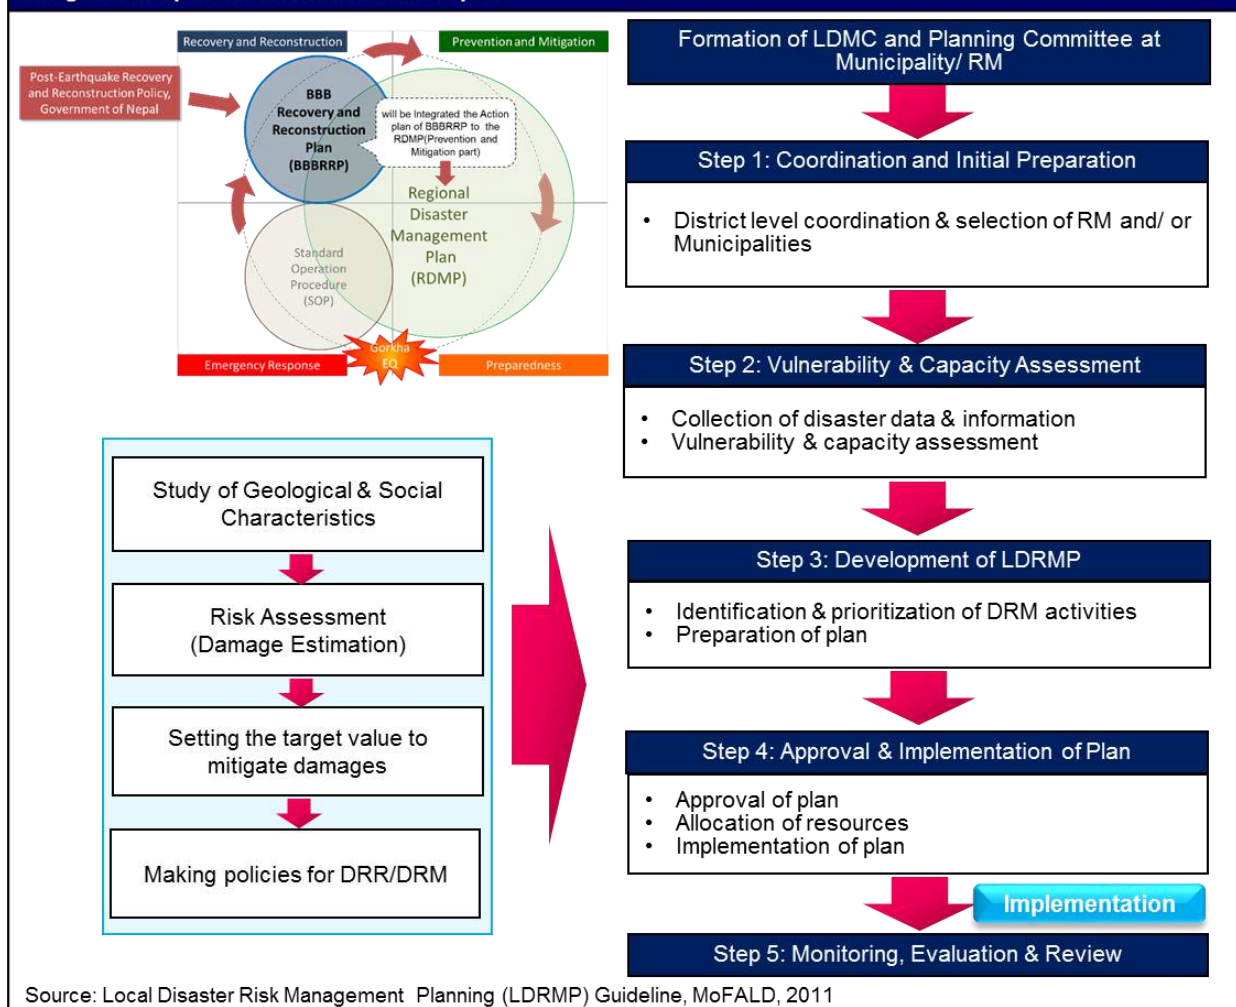 Recovery and Reconstruction
Prevention and Mitigation
Post-Earthquake Recovery
and Reconstruction Policy,
Government of Nepal
BBB
Recovery and
Reconstruction
Plan
(BBBRRP)
will be Integrated the Action
plan of BBBRRP to the
RDMP(Prevention and
Mitigation part)
Regional
Disaster
Management
Plan
(RDMP)
Standard
Operation
Procedure
(SOP)
Gorkha
EQ
Emergency Response
Preparedness
Study of Geological & Social
Characteristics
Risk Assessment
(Damage Estimation)
Setting the target value to
mitigate damages
Making policies for DRR/DRM
Formation of LDMC and Planning Committee at
Municipality/ RM
Step 1: Coordination and Initial Preparation
• District level coordination & selection of RM and/ or
Municipalities
Step 2: Vulnerability & Capacity Assessment
• Collection of disaster data & information
• Vulnerability & capacity assessment
Step 3: Development of LDRMP
• Identification & prioritization of DRM activities
• Preparation of plan
Step 4: Approval & Implementation of Plan
• Approval of plan
• Allocation of resources
• Implementation of plan
Implementation
Step 5: Monitoring, Evaluation & Review
Source: Local Disaster Risk Management Planning (LDRMP) Guideline, MoFALD, 2011